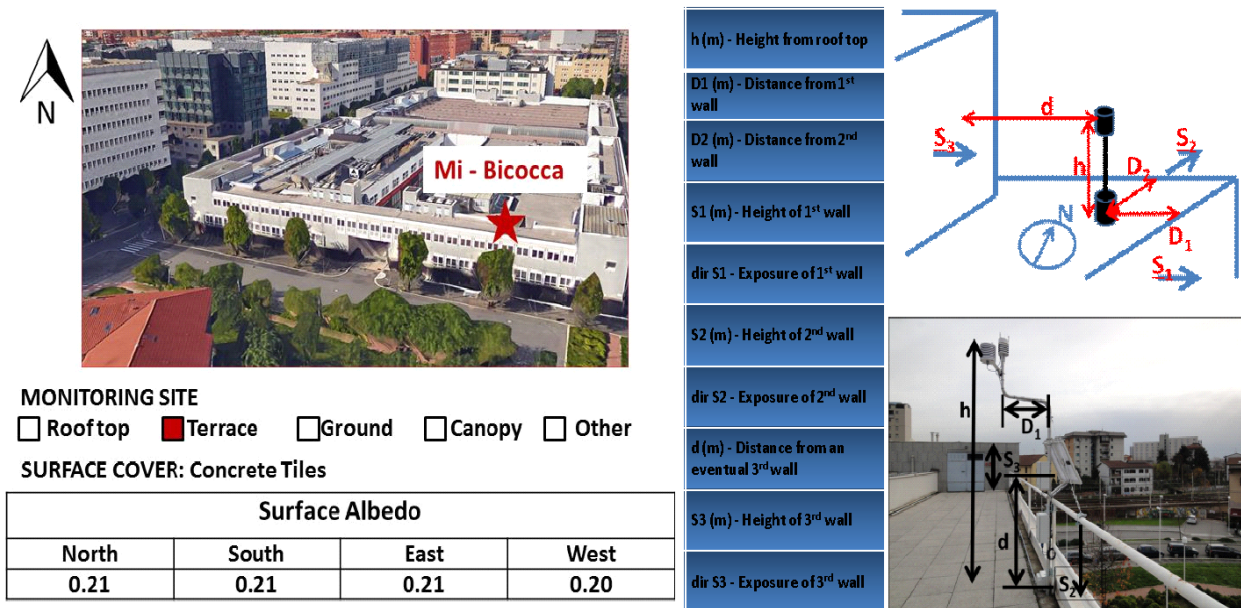 N
Mi - Bicocca
MONITORING SITE
Rooftop Terrace Ground Canopy Other
SURFACE COVER: Concrete Tiles
Surface Albedo
North South East West
0.21 0.21 0.21 0.20
h (m) - Height from roof top
D1 (m) - Distance from 1st
wall
D2 (m) - Distance from 2nd
wall
S1 (m) - Height of 1st wall
dir S1 - Exposure of 1st wall
S2 (m) - Height of 2nd wall
dir S2 - Exposure of 2nd wall
d (m) - Distance from an
eventual 3rd wall
S3 (m) - Height of 3rd wall
dir S3 - Exposure of 3rd wall
d
S3
S2
h
D2
N
D1
S1
h
D1
S3
d
S2